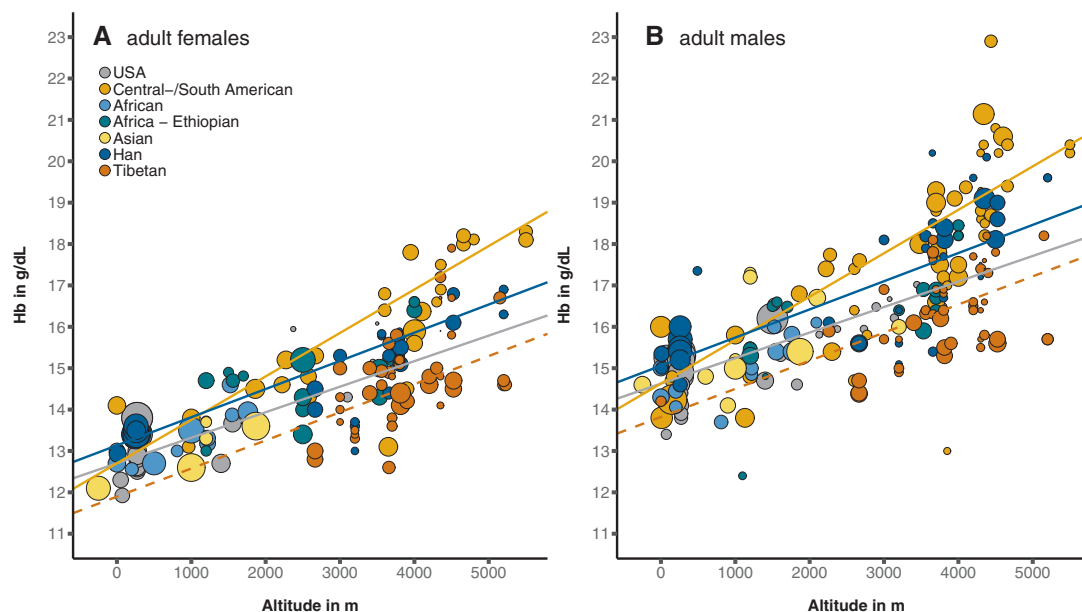 A adult females
USA
Central–/South American
African
Africa – Ethiopian
Asian
Han
Tibetan
23
22
21
20
19
18
17
16
15
14
13
12
11
Hb in g/dL
0 1000 2000 3000 4000 5000
Altitude in m
B adult males
23
22
21
20
19
18
17
16
15
14
13
12
11
Hb in g/dL
0 1000 2000 3000 4000 5000
Altitude in m